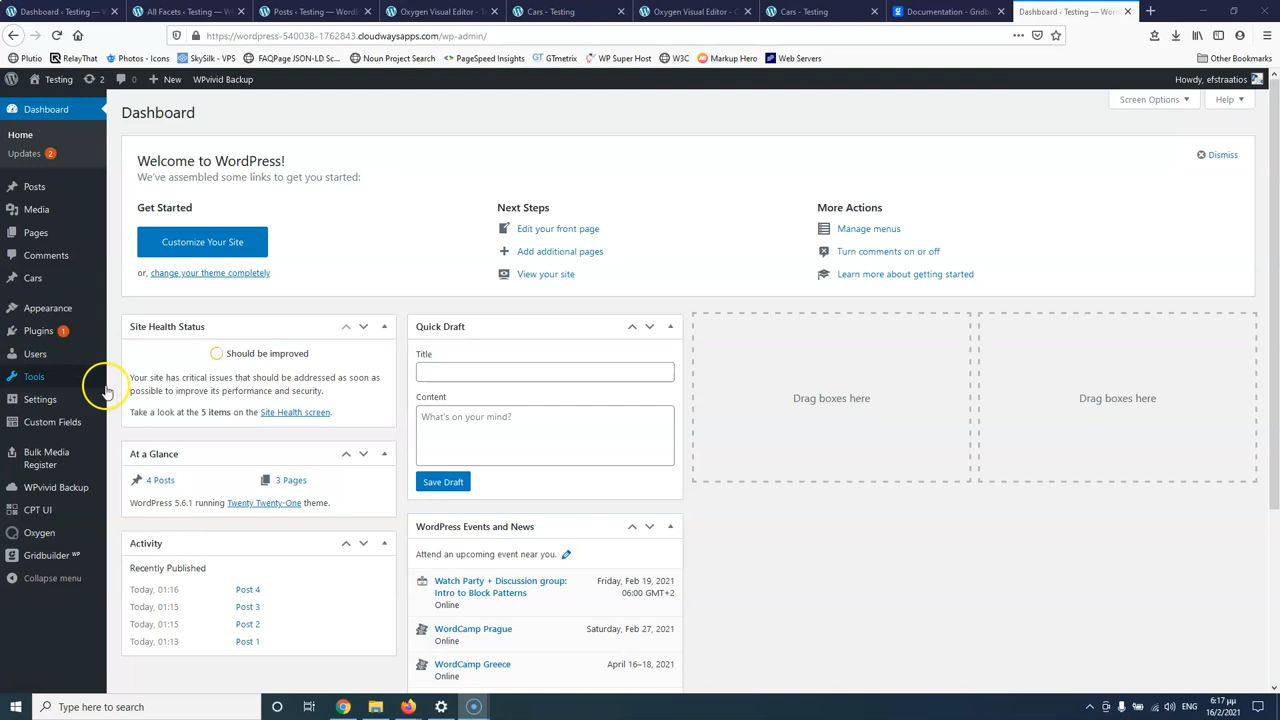 Dashboard ‹ Testing — W
All Facets ‹ Testing — Wo
Posts ‹ Testing — WordPr
Oxygen Visual Editor - Ca
Cars - Testing
Oxygen Visual Editor - C
Cars - Testing
Documentation - Gridbu
Dashboard ‹ Testing — Wor
https://wordpress-540038-1762843.cloudwaysapps.com/wp-admin/
Plutio
RelayThat
Photos - Icons
SkySilk - VPS
FAQPage JSON-LD Sc...
Noun Project Search
PageSpeed Insights
GTmetrix
WP Super Host
W3C
Markup Hero
Web Servers
Other Bookmarks
Testing
2
0
New
WPvivid Backup
Howdy, efstraatios
Dashboard
Home
Updates 2
Posts
Media
Pages
Comments
Cars
Appearance
Plugins 1
Users
Tools
Settings
Custom Fields
Bulk Media
Register
WPvivid Backup
CPT UI
Oxygen
Gridbuilder WP
Collapse menu
Screen Options
Help
Dashboard
Welcome to WordPress!
We've assembled some links to get you started:
Dismiss
Get Started
Customize Your Site
or, change your theme completely
Next Steps
Edit your front page
Add additional pages
View your site
More Actions
Manage menus
Turn comments on or off
Learn more about getting started
Site Health Status
Should be improved
Your site has critical issues that should be addressed as soon as
possible to improve its performance and security.
Take a look at the 5 items on the Site Health screen.
At a Glance
4 Posts
3 Pages
WordPress 5.6.1 running Twenty Twenty-One theme.
Activity
Recently Published
Today, 01:16 Post 4
Today, 01:15 Post 3
Today, 01:15 Post 2
Today, 01:13 Post 1
Quick Draft
Title
Content
What's on your mind?
Save Draft
WordPress Events and News
Attend an upcoming event near you.
Watch Party + Discussion group:
Intro to Block Patterns
Online
Friday, Feb 19, 2021
06:00 GMT+2
WordCamp Prague
Online
Saturday, Feb 27, 2021
WordCamp Greece
Online
April 16–18, 2021
Drag boxes here
Drag boxes here
Type here to search
ENG
6:17 μμ
16/2/2021